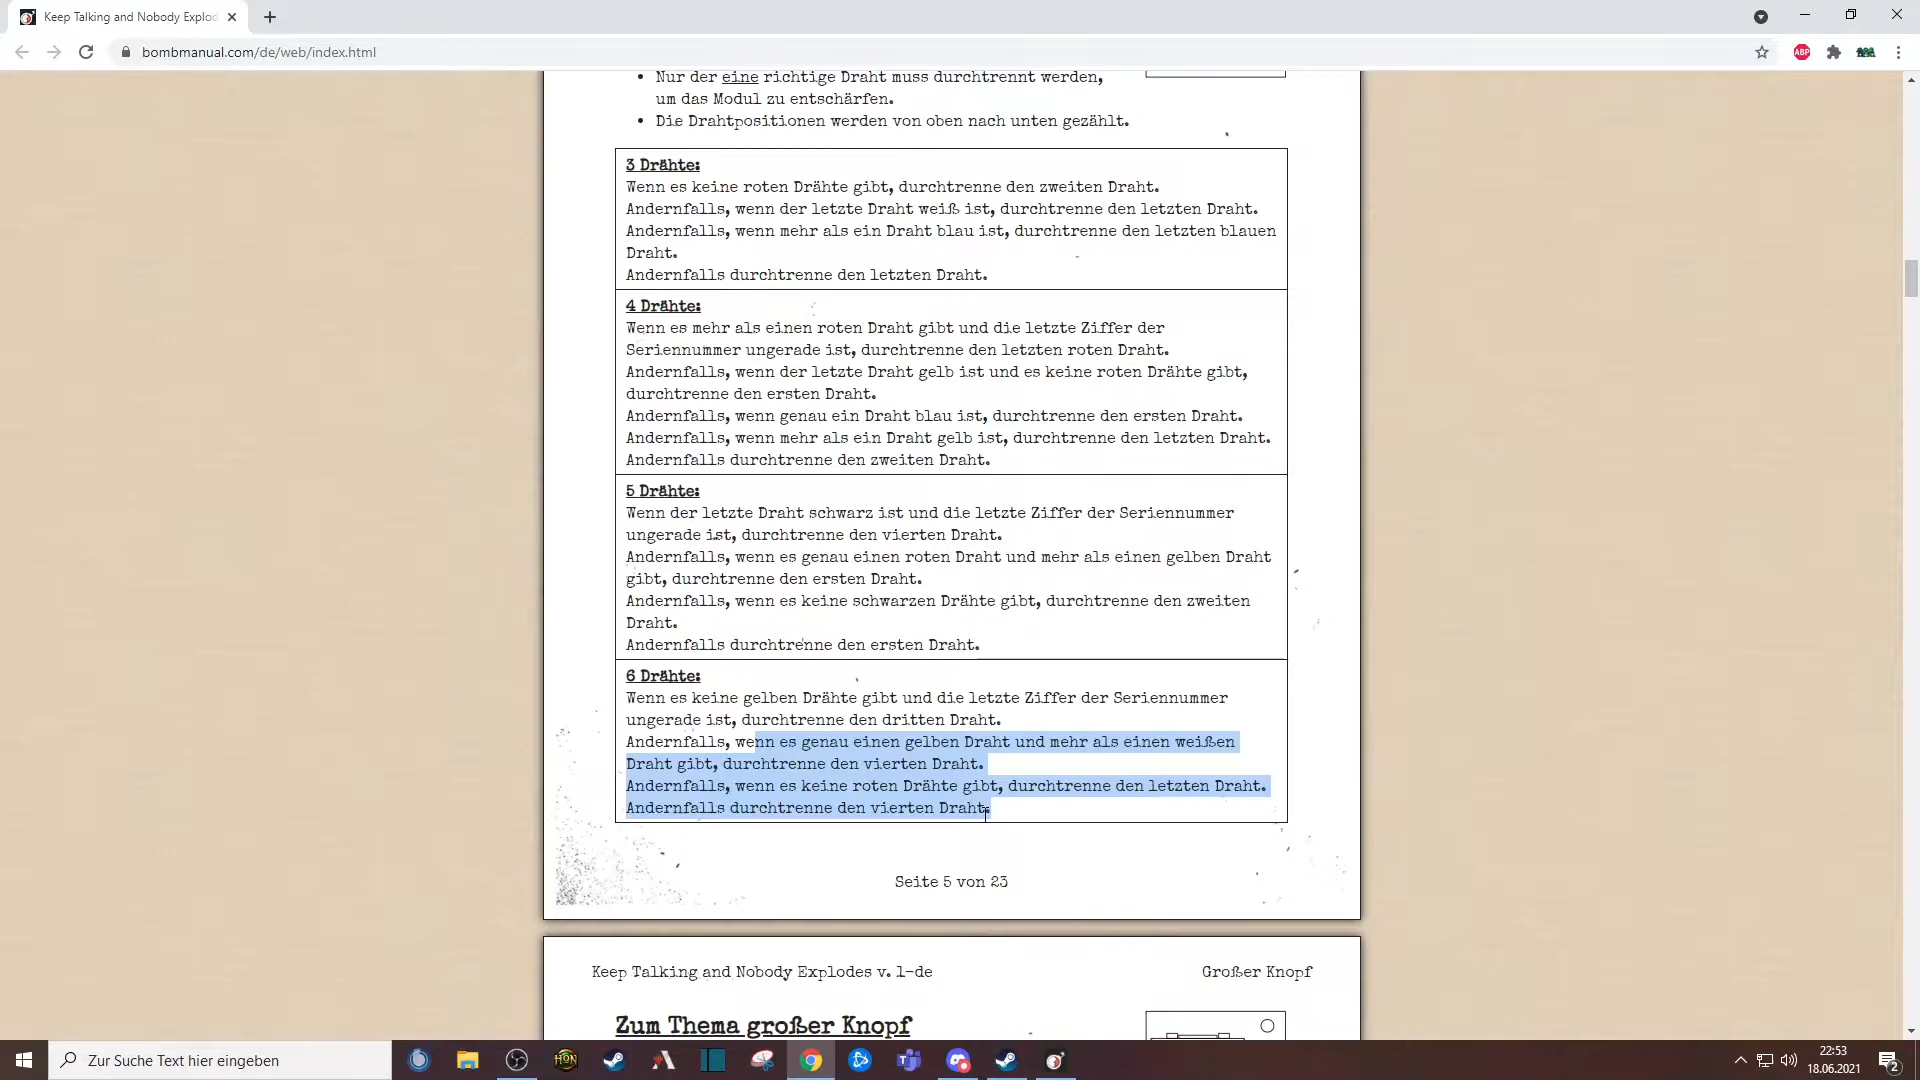 Keep Talking and Nobody Explod
bombmanual.com/de/web/index.html
ABP
Nur der eine richtige Draht muss durchtrennt werden,
um das Modul zu entschärfen.
Die Drahtpositionen werden von oben nach unten gezählt.
3 Drähte:
Wenn es keine roten Drähte gibt, durchtrenne den zweiten Draht.
Andernfalls, wenn der letzte Draht weiß ist, durchtrenne den letzten Draht.
Andernfalls, wenn mehr als ein Draht blau ist, durchtrenne den letzten blauen
Draht.
Andernfalls durchtrenne den letzten Draht.
4 Drähte:
Wenn es mehr als einen roten Draht gibt und die letzte Ziffer der
Seriennummer ungerade ist, durchtrenne den letzten roten Draht.
Andernfalls, wenn der letzte Draht gelb ist und es keine roten Drähte gibt,
durchtrenne den ersten Draht.
Andernfalls, wenn genau ein Draht blau ist, durchtrenne den ersten Draht.
Andernfalls, wenn mehr als ein Draht gelb ist, durchtrenne den letzten Draht.
Andernfalls durchtrenne den zweiten Draht.
5 Drähte:
Wenn der letzte Draht schwarz ist und die letzte Ziffer der Seriennummer
ungerade ist, durchtrenne den vierten Draht.
Andernfalls, wenn es genau einen roten Draht und mehr als einen gelben Draht
gibt, durchtrenne den ersten Draht.
Andernfalls, wenn es keine schwarzen Drähte gibt, durchtrenne den zweiten
Draht.
Andernfalls durchtrenne den ersten Draht.
6 Drähte:
Wenn es keine gelben Drähte gibt und die letzte Ziffer der Seriennummer
ungerade ist, durchtrenne den dritten Draht.
Andernfalls, wenn es genau einen gelben Draht und mehr als einen weißen
Draht gibt, durchtrenne den vierten Draht.
Andernfalls, wenn es keine roten Drähte gibt, durchtrenne den letzten Draht.
Andernfalls durchtrenne den vierten Draht.
Seite 5 von 23
Keep Talking and Nobody Explodes v. 1-de
Großer Knopf
Zum Thema großer Knopf
Zur Suche Text hier eingeben
HON
22:53
18.06.2021
2